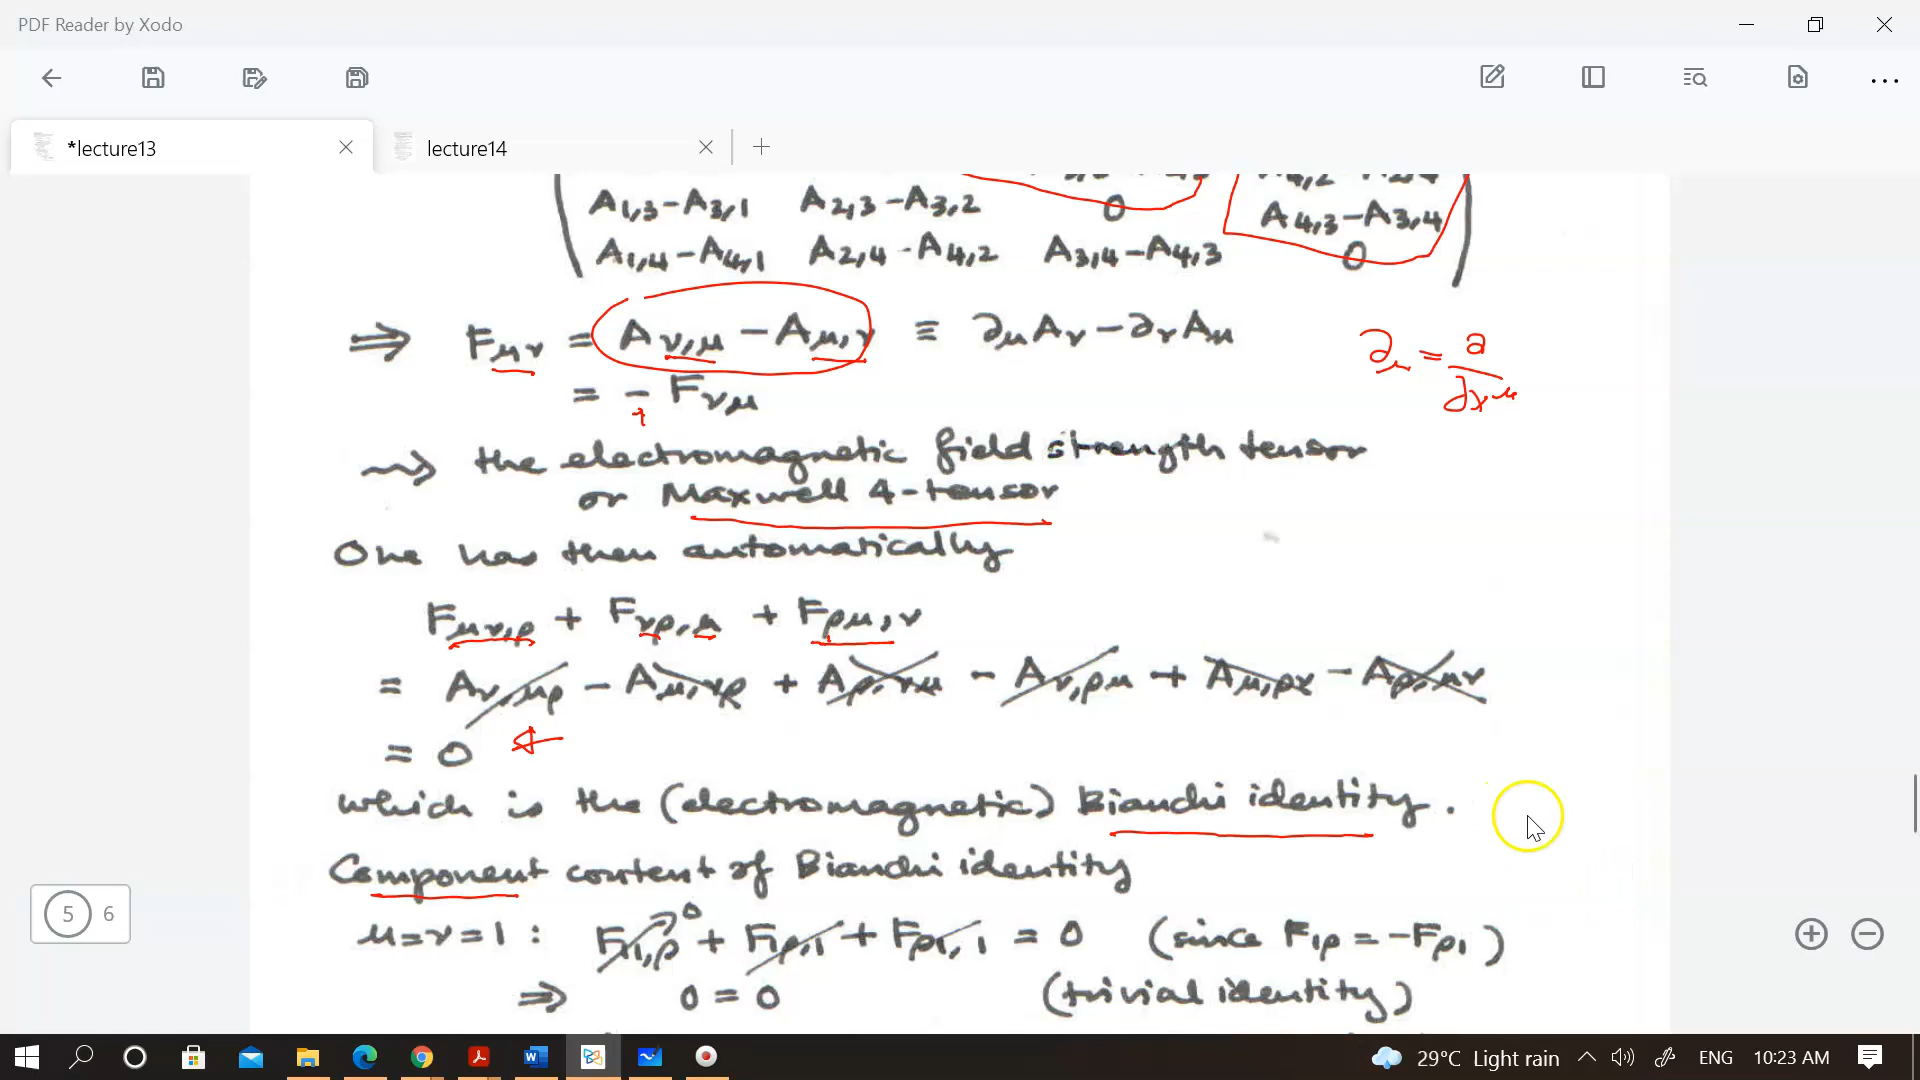 PDF Reader by Xodo
*lecture13
lecture14
A1,3-A3,1 A2,3-A3,2 0 A4,3-A3,4
A1,4-A4,1 A2,4-A4,2 A3,4-A4,3 0
⇒ Fμν = Aν,μ - Aμ,ν ≡ ∂μAν - ∂νAμ
∂μ = ∂/∂xμ
= - Fνμ
⇝ the electromagnetic field strength tensor
or Maxwell 4-tensor
One has then automatically
Fμν,ρ + Fνρ,μ + Fρμ,ν
= Aν,μρ - Aμ,νρ + Aρ,νμ - Aν,ρμ + Aμ,ρν - Aρ,μν
= 0
which is the (electromagnetic) Bianchi identity.
Component content of Bianchi identity
μ=ν=1 : F11,ρ 0 + F1ρ,1 + Fρ1,1 = 0 (since F1ρ = -Fρ1)
⇒ 0 = 0 (trivial identity)
5 6
29°C Light rain ENG 10:23 AM